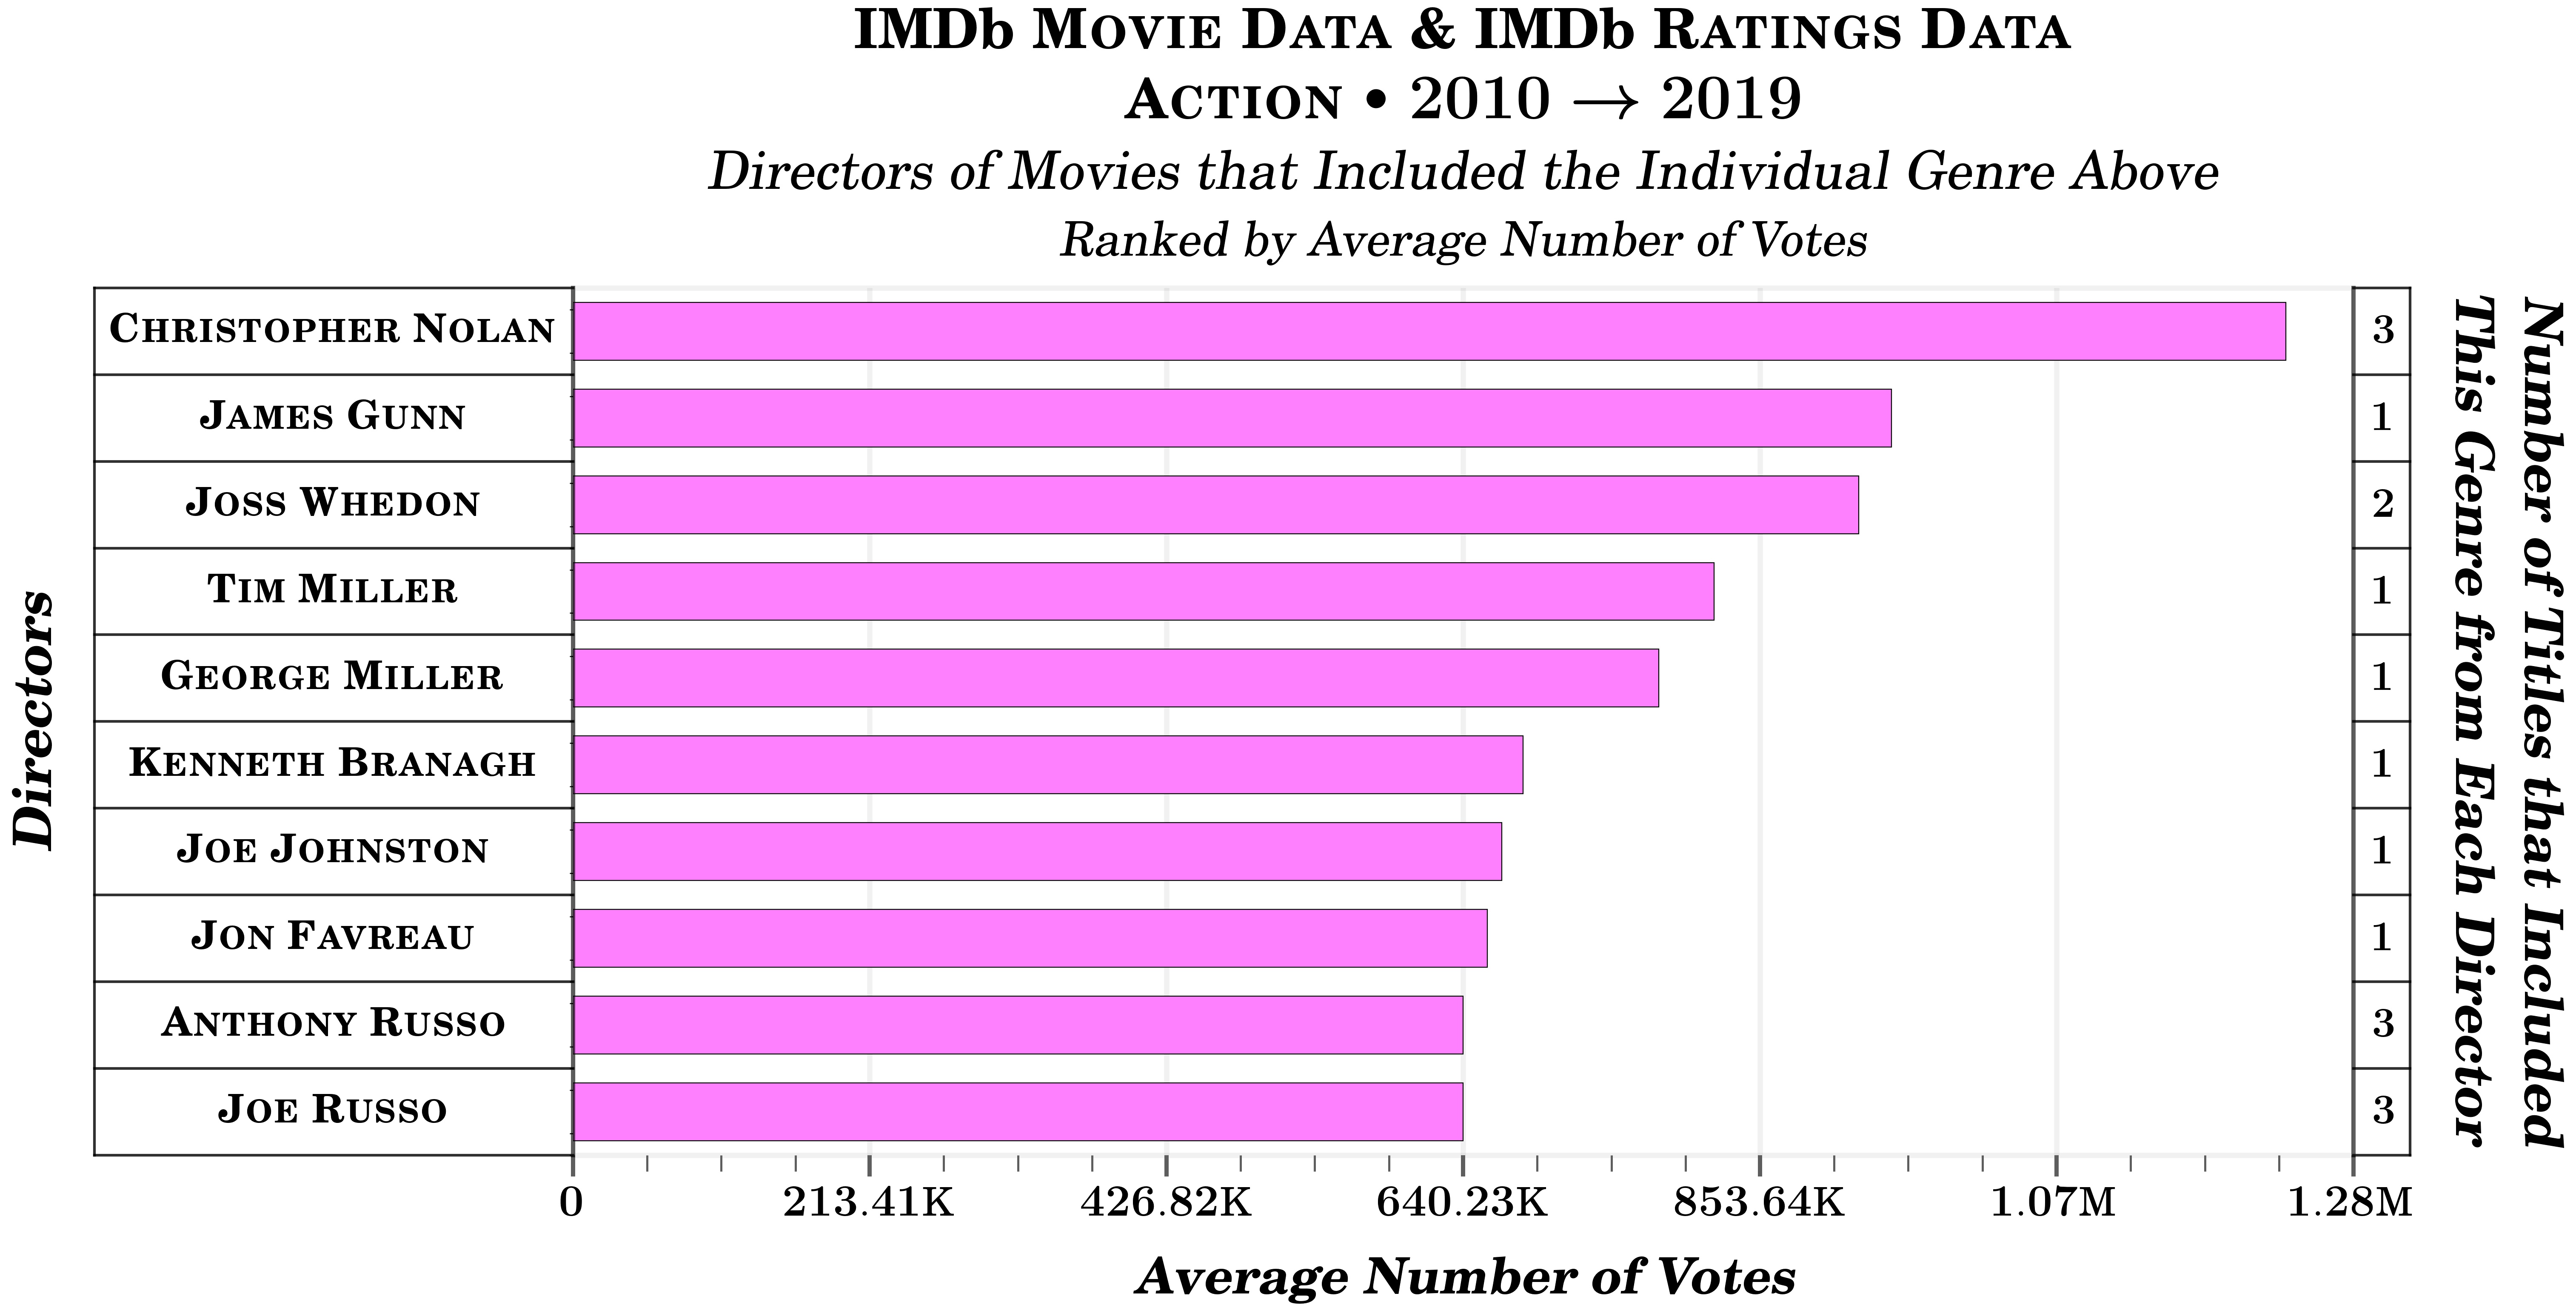 IMDb Movie Data & IMDb Ratings Data
Action • 2010 → 2019
Directors of Movies that Included the Individual Genre Above
Ranked by Average Number of Votes
Directors
Christopher Nolan
James Gunn
Joss Whedon
Tim Miller
George Miller
Kenneth Branagh
Joe Johnston
Jon Favreau
Anthony Russo
Joe Russo
3
1
2
1
1
1
1
1
3
3
Number of Titles that Included
This Genre from Each Director
0 213.41K 426.82K 640.23K 853.64K 1.07M 1.28M
Average Number of Votes